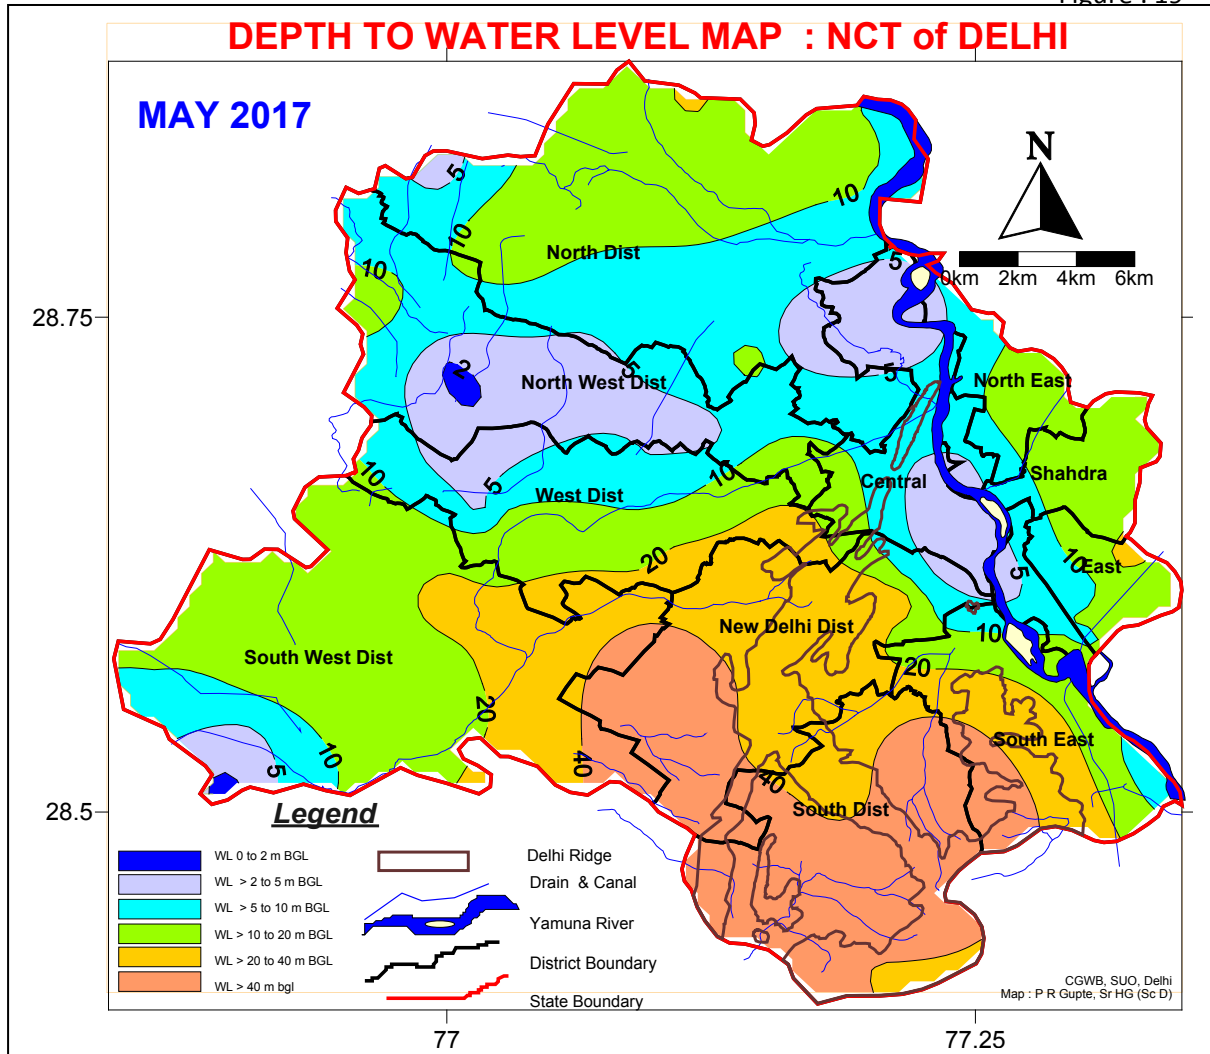 Figure : 15
DEPTH TO WATER LEVEL MAP : NCT of DELHI
MAY 2017
N
0km 2km 4km 6km
5
10
10
North Dist
10
5
28.75
2
5
North West Dist
5
North East
10
5
West Dist
10
Central
Shahdra
20
5
10
East
New Delhi Dist
10
South West Dist
20
20
10
5
40
40
South East
South Dist
28.5
Legend
WL 0 to 2 m BGL
WL > 2 to 5 m BGL
WL > 5 to 10 m BGL
WL > 10 to 20 m BGL
WL > 20 to 40 m BGL
WL > 40 m bgl
Delhi Ridge
Drain & Canal
Yamuna River
District Boundary
State Boundary
CGWB, SUO, Delhi
Map : P R Gupte, Sr HG (Sc D)
77
77.25